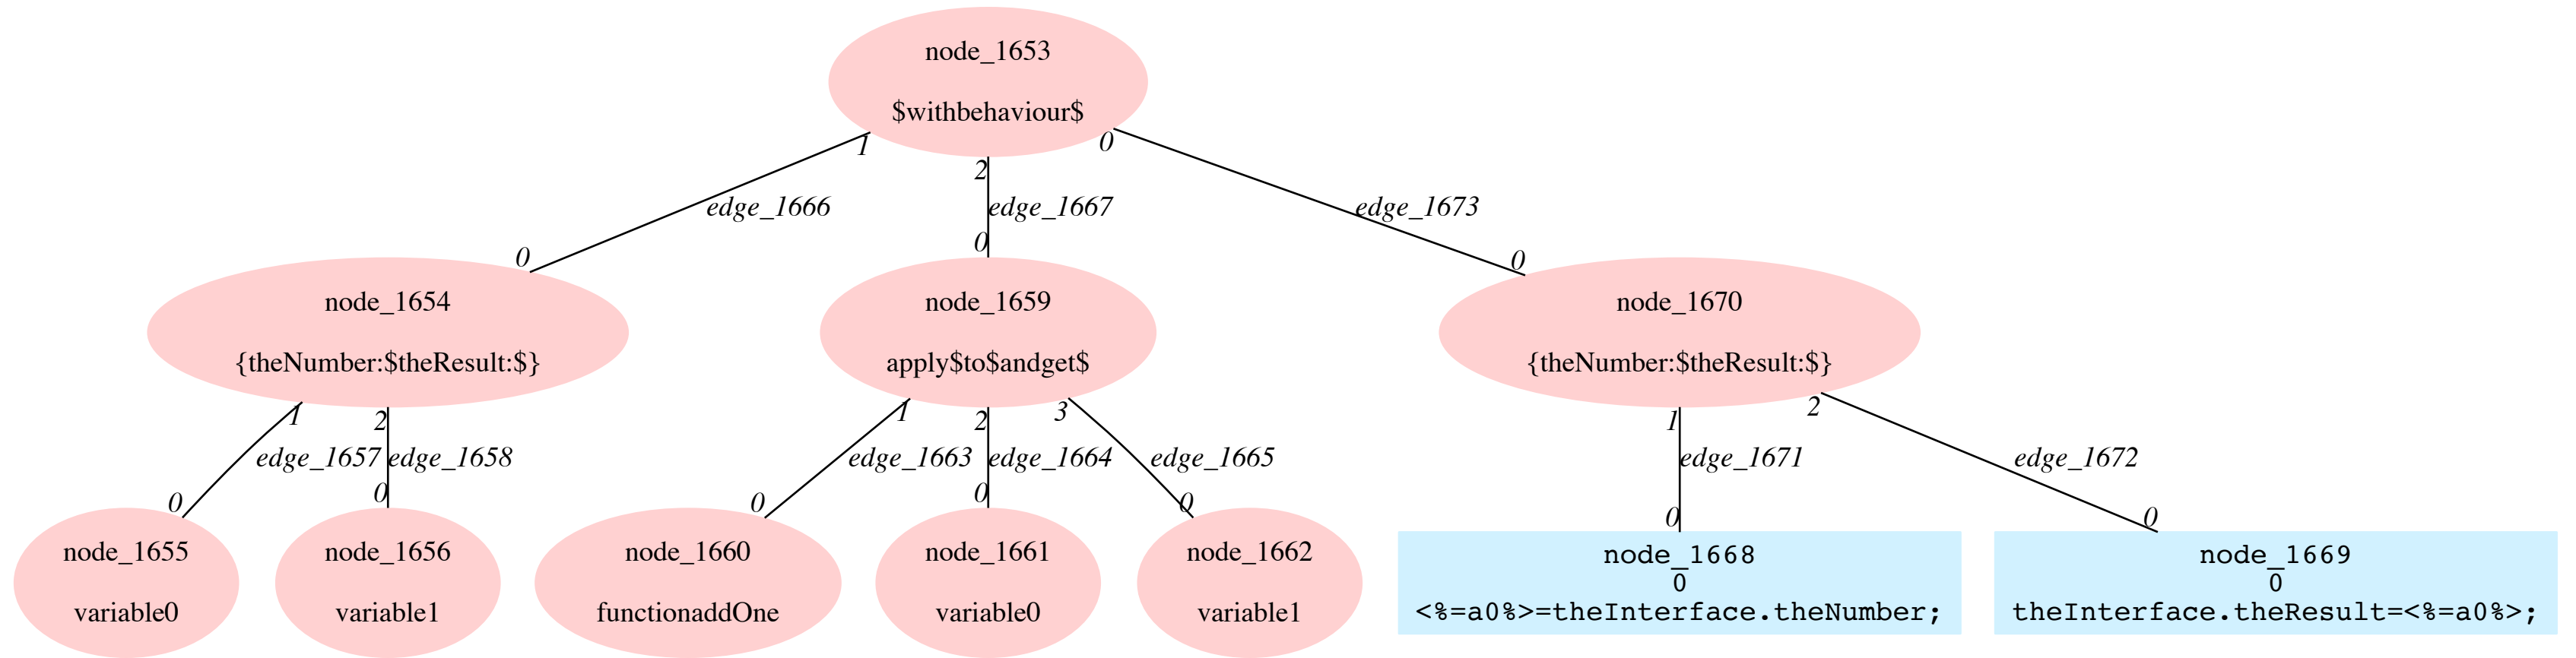 node_1653
$withbehaviour$
1
2
0
edge_1666
edge_1667
edge_1673
0
0
0
node_1654
{theNumber:$theResult:$}
node_1659
apply$to$andget$
node_1670
{theNumber:$theResult:$}
1
2
1
2
3
1
2
edge_1657
edge_1658
edge_1663
edge_1664
edge_1665
edge_1671
edge_1672
0
0
0
0
0
0
0
node_1655
variable0
node_1656
variable1
node_1660
functionaddOne
node_1661
variable0
node_1662
variable1
node_1668
0
<%=a0%>=theInterface.theNumber;
node_1669
0
theInterface.theResult=<%=a0%>;